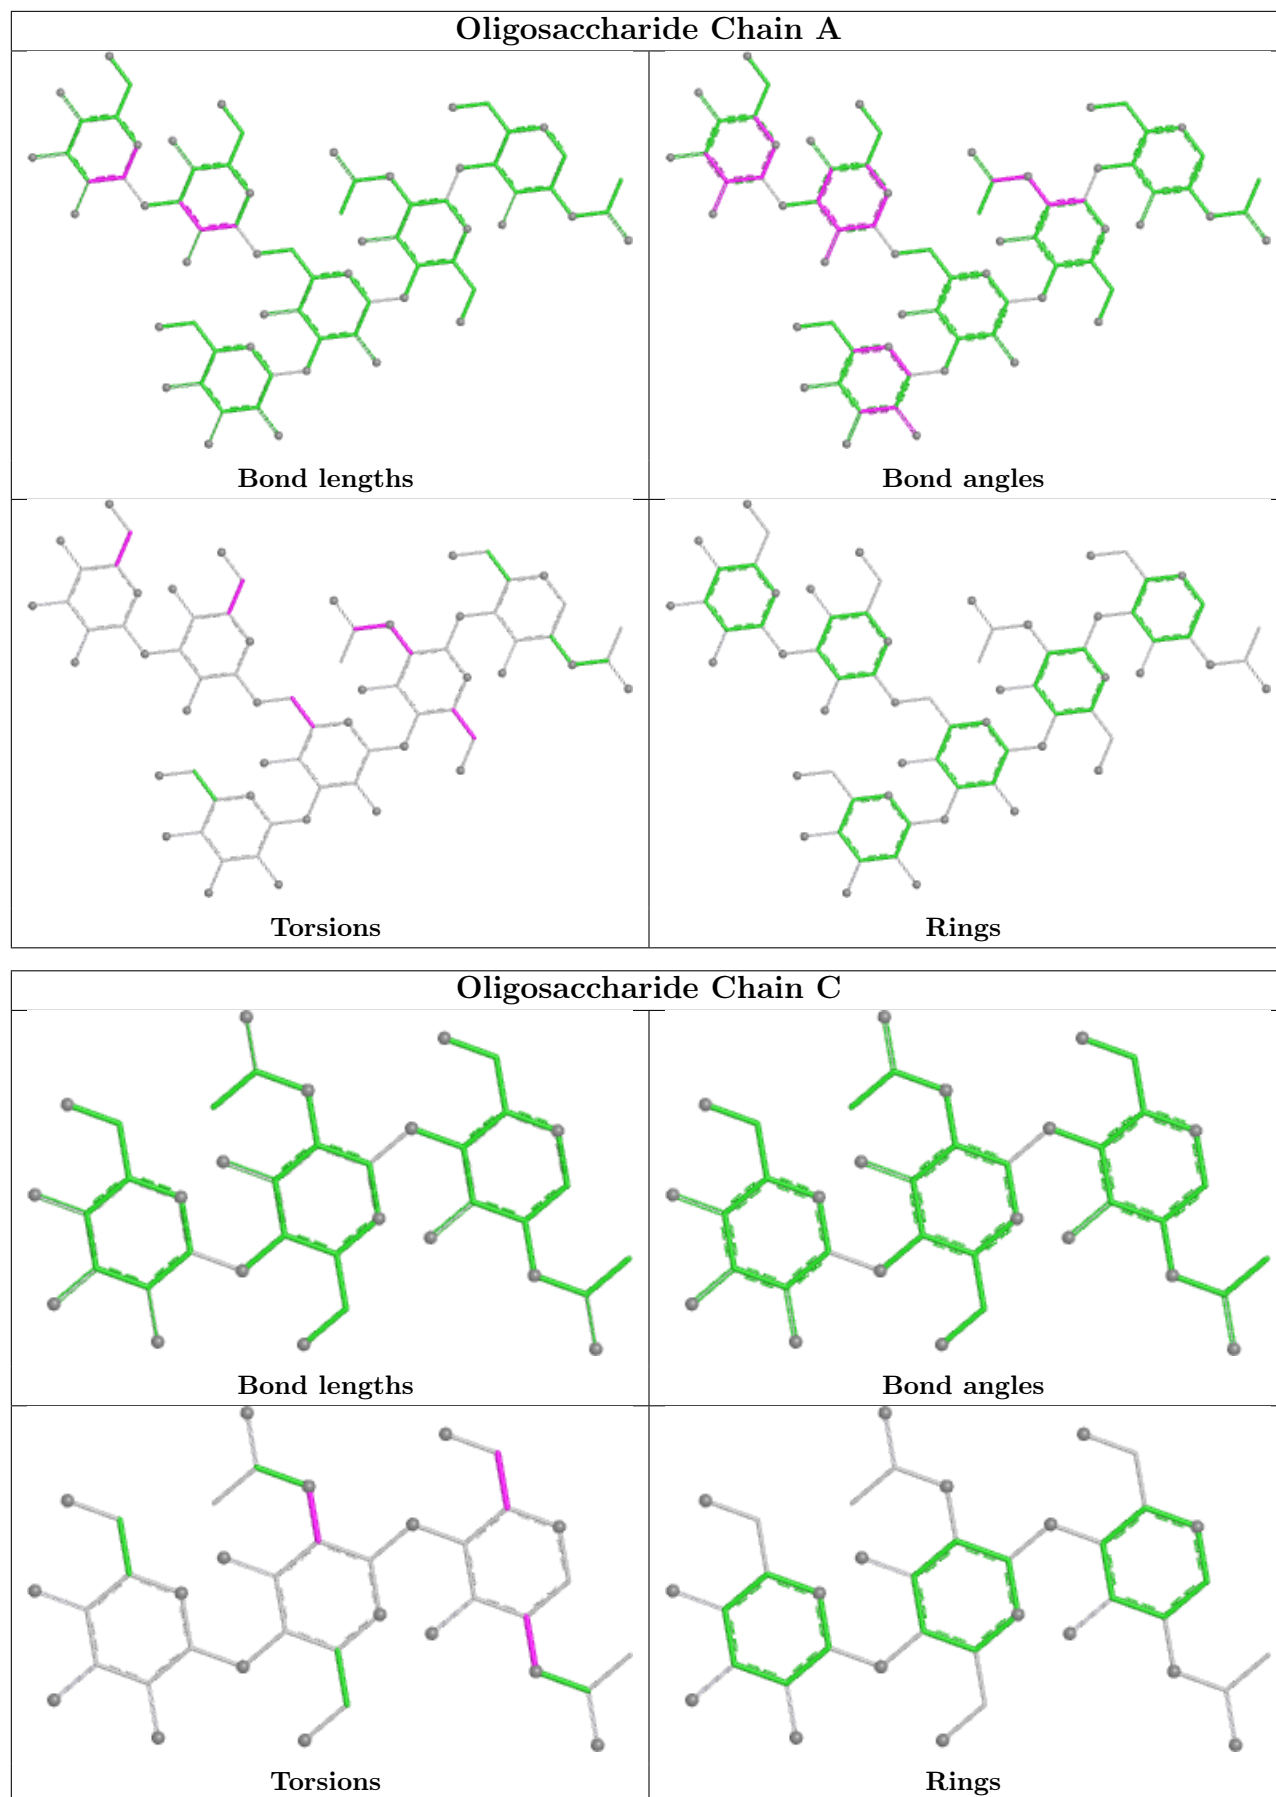 Oligosaccharide Chain A
Bond lengths
Bond angles
Torsions
Rings
Oligosaccharide Chain C
Bond lengths
Bond angles
Torsions
Rings